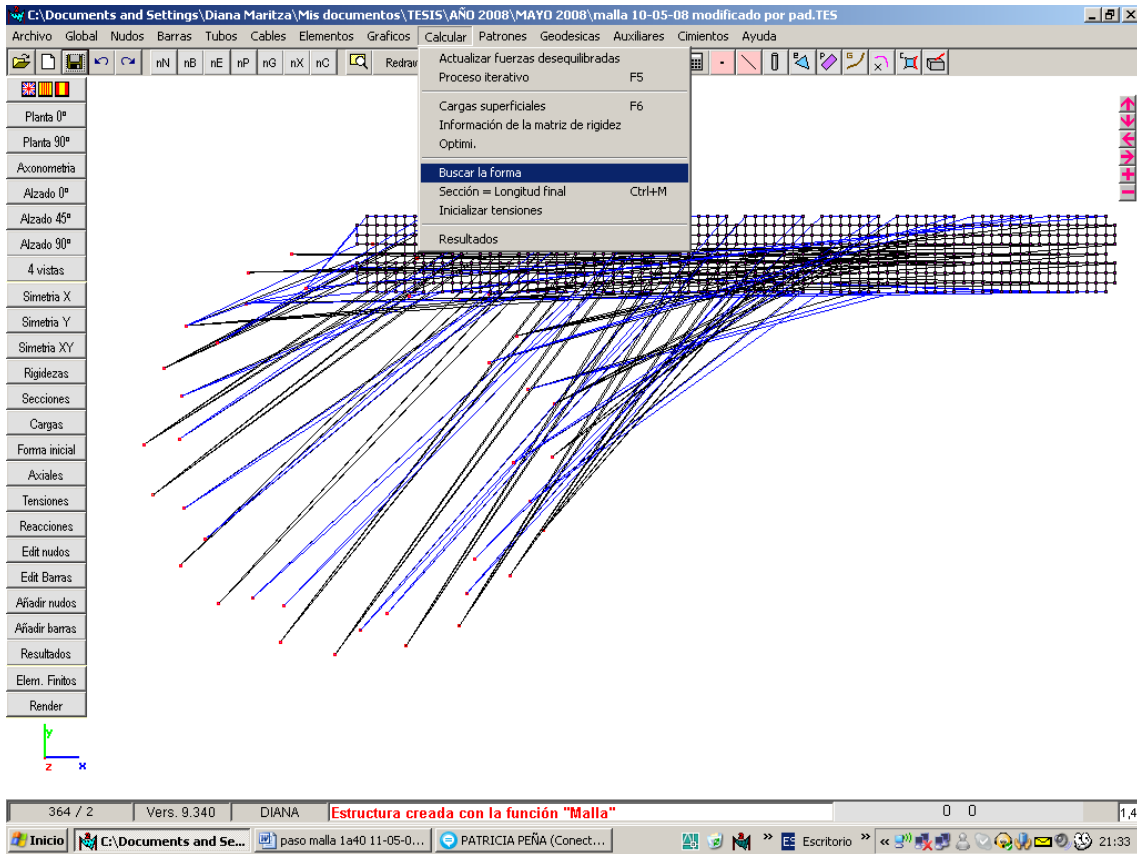 C:\Documents and Settings\Diana Maritza\Mis documentos\TESIS\AÑO 2008\MAYO 2008\malla 10-05-08 modificado por pad.TES
Archivo Global Nudos Barras Tubos Cables Elementos Graficos Calcular Patrones Geodesicas Auxiliares Cimientos Ayuda
nN nB nE nP nG nX nC Redraw
Actualizar fuerzas desequilibradas
Proceso iterativo F5
Cargas superficiales F6
Información de la matriz de rigidez
Optimi.
Buscar la forma
Sección = Longitud final Ctrl+M
Inicializar tensiones
Resultados
Planta 0º
Planta 90º
Axonometria
Alzado 0º
Alzado 45º
Alzado 90º
4 vistas
Simetria X
Simetria Y
Simetria XY
Rigidezas
Secciones
Cargas
Forma inicial
Axiales
Tensiones
Reacciones
Edit nudos
Edit Barras
Añadir nudos
Añadir barras
Resultados
Elem. Finitos
Render
y
z x
364 / 2 Vers. 9.340 DIANA Estructura creada con la función "Malla" 0 0 1,4
Inicio C:\Documents and Se... paso malla 1a40 11-05-0... PATRICIA PEÑA (Conect... » ES Escritorio » « 21:33